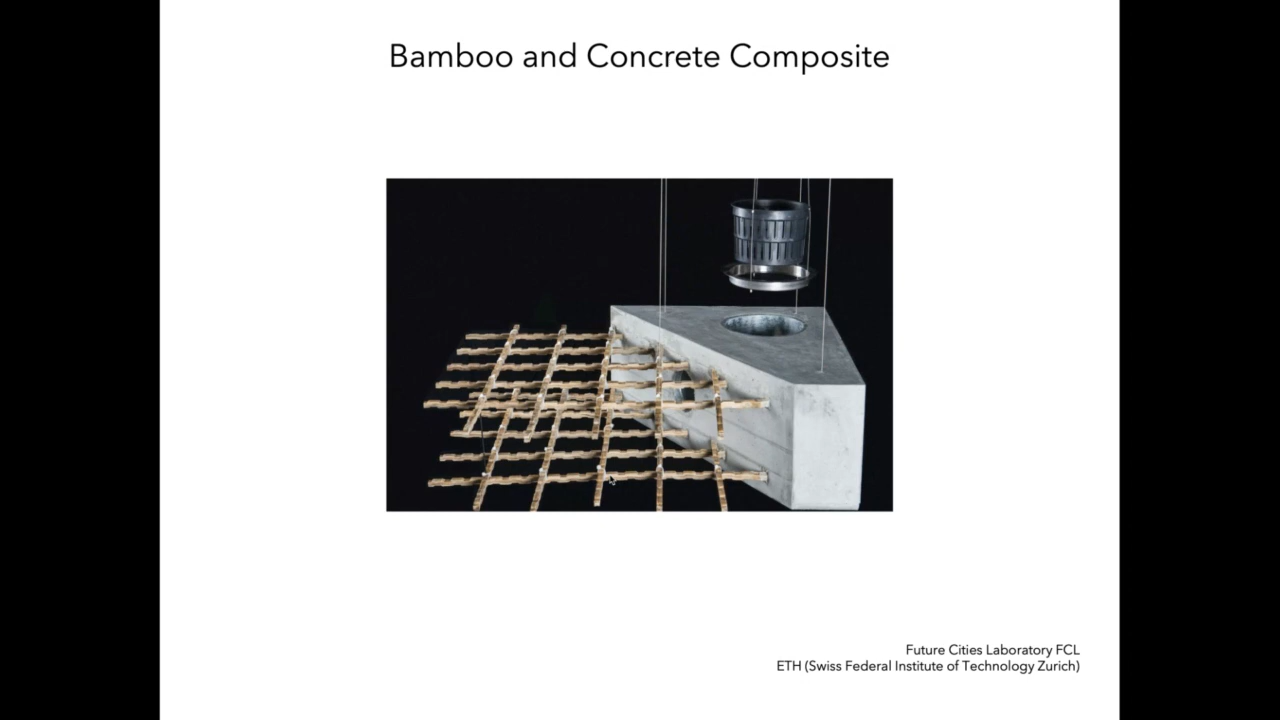 Bamboo and Concrete Composite
Future Cities Laboratory FCL
ETH (Swiss Federal Institute of Technology Zurich)